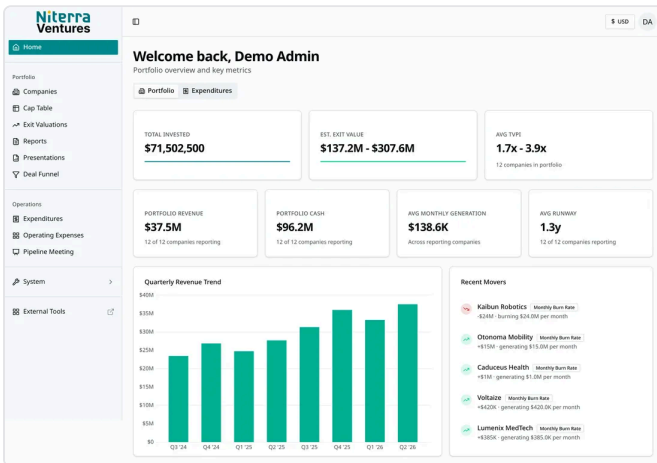 Niterra
Ventures
$ USD
DA
Home
Portfolio
Companies
Cap Table
Exit Valuations
Reports
Presentations
Deal Funnel
Operations
Expenditures
Operating Expenses
Pipeline Meeting
System
External Tools
Welcome back, Demo Admin
Portfolio overview and key metrics
Portfolio Expenditures
TOTAL INVESTED
$71,502,500
EST. EXIT VALUE
$137.2M - $307.6M
AVG TVPI
1.7x - 3.9x
12 companies in portfolio
PORTFOLIO REVENUE
$37.5M
12 of 12 companies reporting
PORTFOLIO CASH
$96.2M
12 of 12 companies reporting
AVG MONTHLY GENERATION
$138.6K
Across reporting companies
AVG RUNWAY
1.3y
12 of 12 companies reporting
Quarterly Revenue Trend
$40M
$35M
$30M
$25M
$20M
$15M
$10M
$5M
$0
Q3 '24 Q4 '24 Q1 '25 Q2 '25 Q3 '25 Q4 '25 Q1 '26 Q2 '26
Recent Movers
Kaibun Robotics Monthly Burn Rate
-$24M · burning $24.0M per month
Otonoma Mobility Monthly Burn Rate
+$15M · generating $15.0M per month
Caduceus Health Monthly Burn Rate
+$1M · generating $1.0M per month
Voltaize Monthly Burn Rate
+$420K · generating $420.0K per month
Lumenix MedTech Monthly Burn Rate
+$385K · generating $385.0K per month